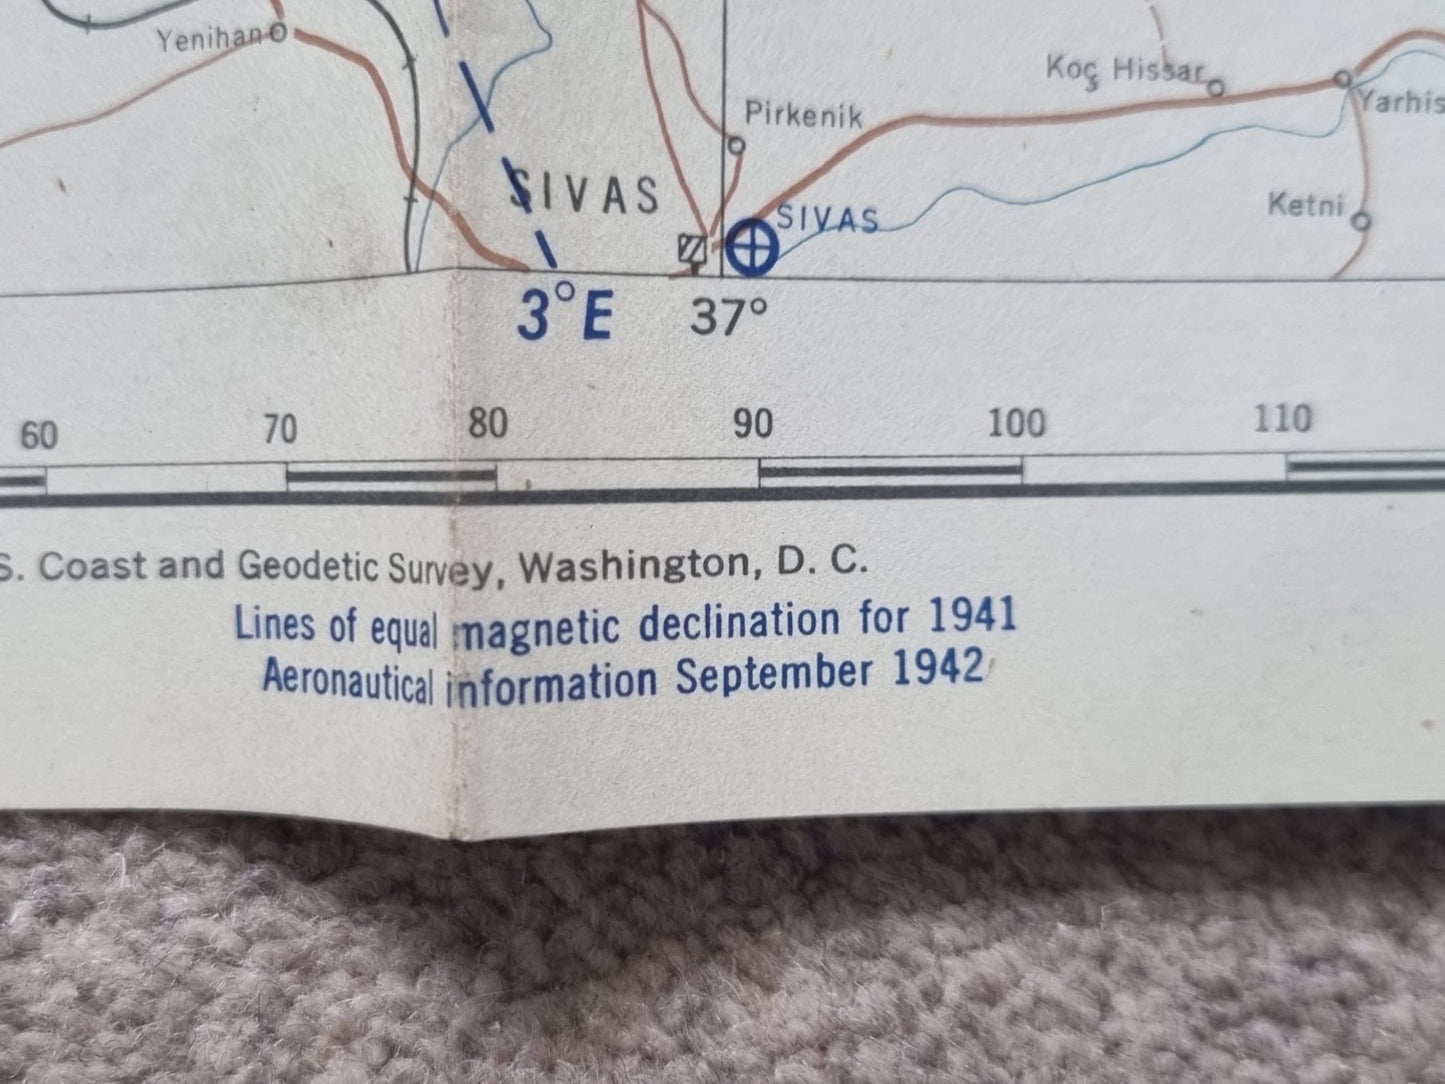 Yenihan
Koç Hissar
Yarhis
Pirkenik
SIVAS
SIVAS
Ketni
3°E
37°
60 70 80 90 100 110
S. Coast and Geodetic Survey, Washington, D. C.
Lines of equal magnetic declination for 1941
Aeronautical information September 1942